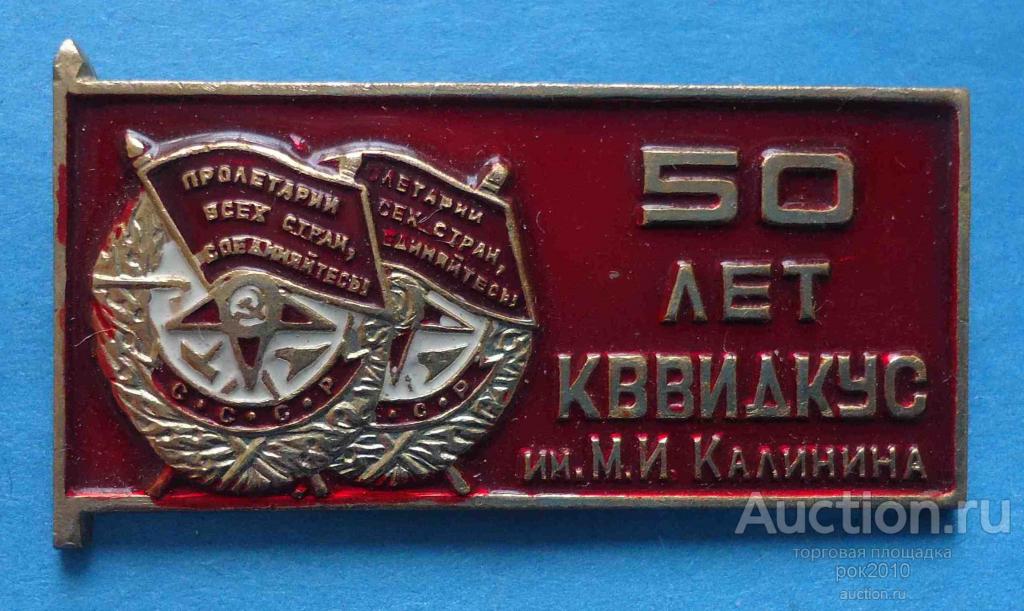 ПРОЛЕТАРИИ
ВСЕХ СТРАН,
СОЕДИНЯЙТЕСЬ!
С·С·С·Р
ЛЕТАРИИ
СЕХ СТРАН,
ЕДИНЯЙТЕСЬ!
С·Р
50
ЛЕТ
КВВИДКУС
ИМ. М.И. КАЛИНИНА
Auction.ru
торговая площадка
рок2010
auction.ru